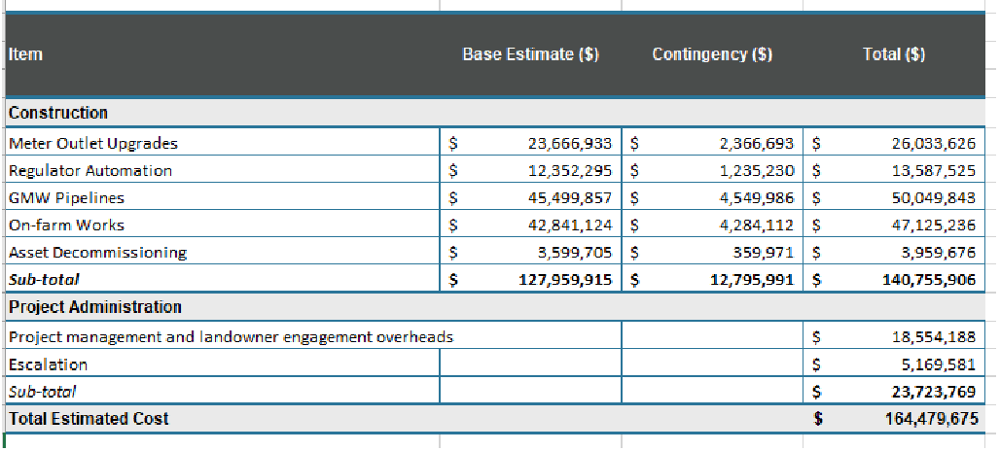 Item Base Estimate ($) Contingency ($) Total ($)
Construction
Meter Outlet Upgrades $ 23,666,933 $ 2,366,693 $ 26,033,626
Regulator Automation $ 12,352,295 $ 1,235,230 $ 13,587,525
GMW Pipelines $ 45,499,857 $ 4,549,986 $ 50,049,843
On-farm Works $ 42,841,124 $ 4,284,112 $ 47,125,236
Asset Decommissioning $ 3,599,705 $ 359,971 $ 3,959,676
Sub-total $ 127,959,915 $ 12,795,991 $ 140,755,906
Project Administration
Project management and landowner engagement overheads $ 18,554,188
Escalation $ 5,169,581
Sub-total $ 23,723,769
Total Estimated Cost $ 164,479,675